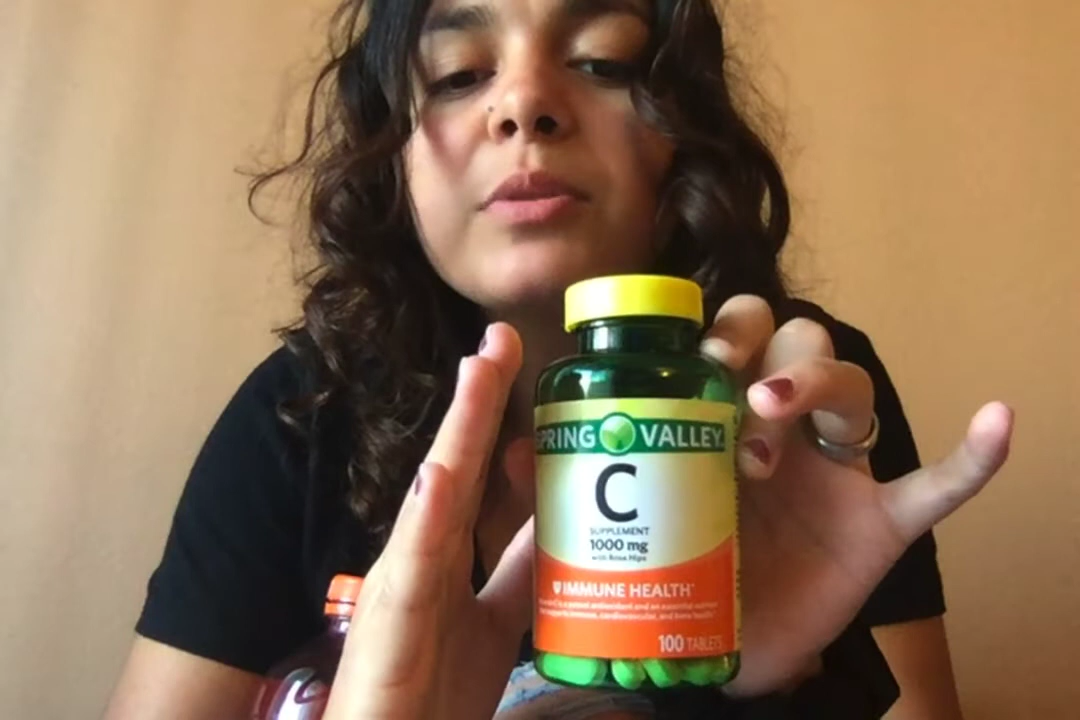 SPRING VALLEY
C
SUPPLEMENT
1000 mg
with Rose Hips
IMMUNE HEALTH*
100 TABLETS